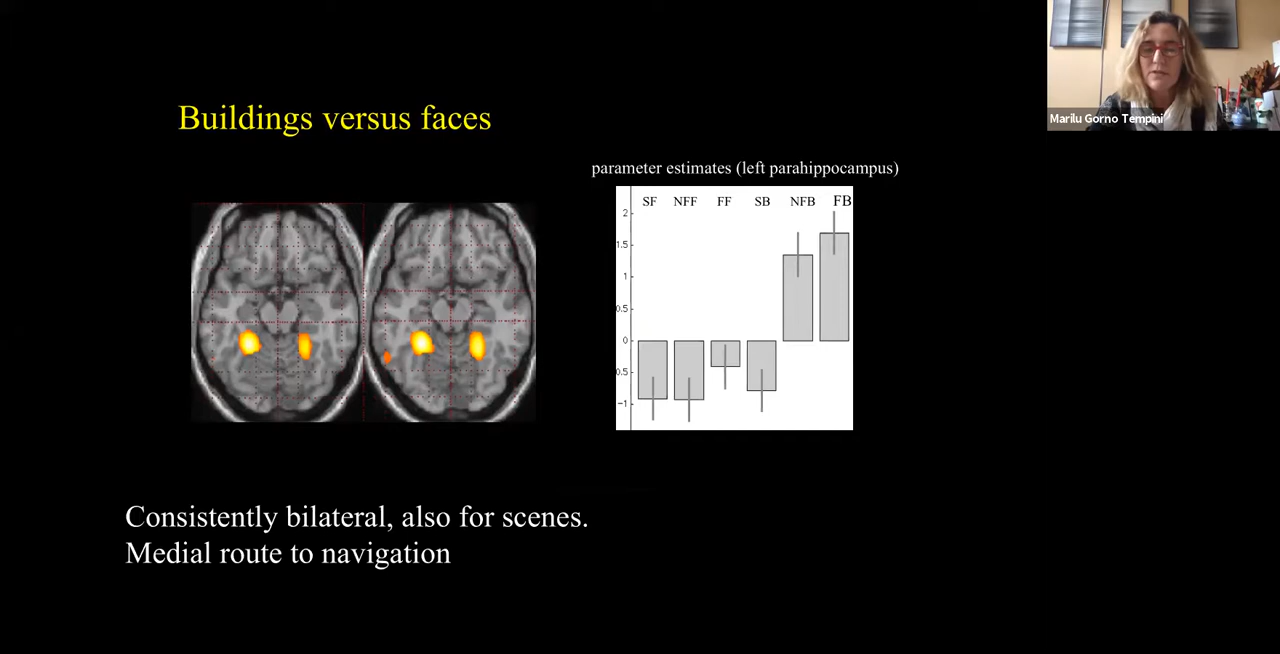 Marilu Gorno Tempini
Buildings versus faces
parameter estimates (left parahippocampus)
SF NFF FF SB NFB FB
2
1.5
1
0.5
0
0.5
−1
Consistently bilateral, also for scenes.
Medial route to navigation